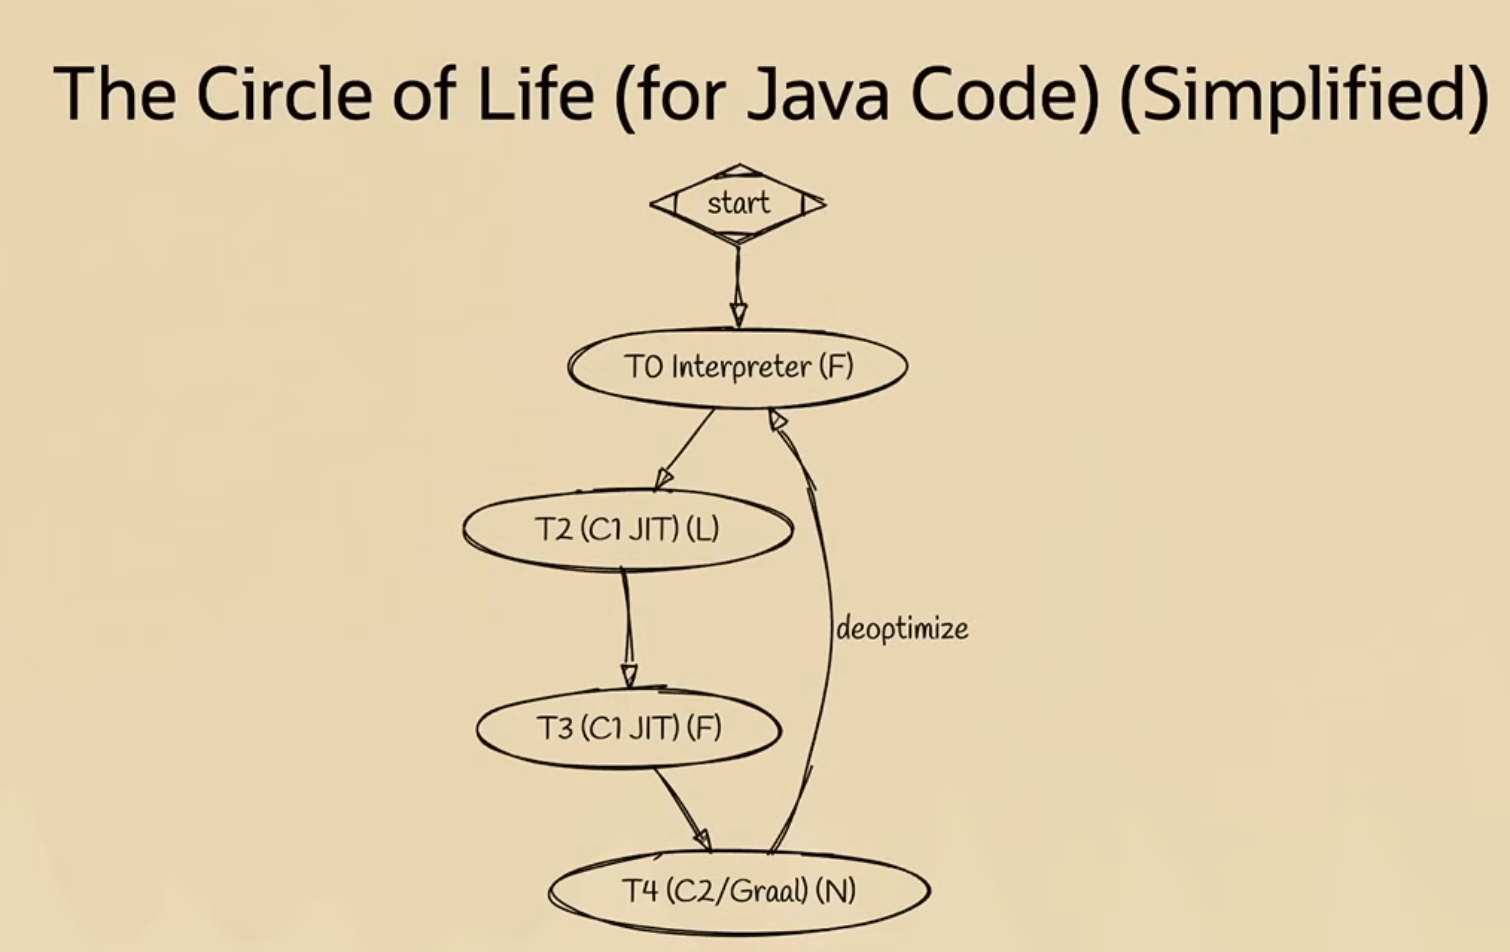 The Circle of Life (for Java Code) (Simplified)
start
T0 Interpreter (F)
T2 (C1 JIT) (L)
deoptimize
T3 (C1 JIT) (F)
T4 (C2/Graal) (N)